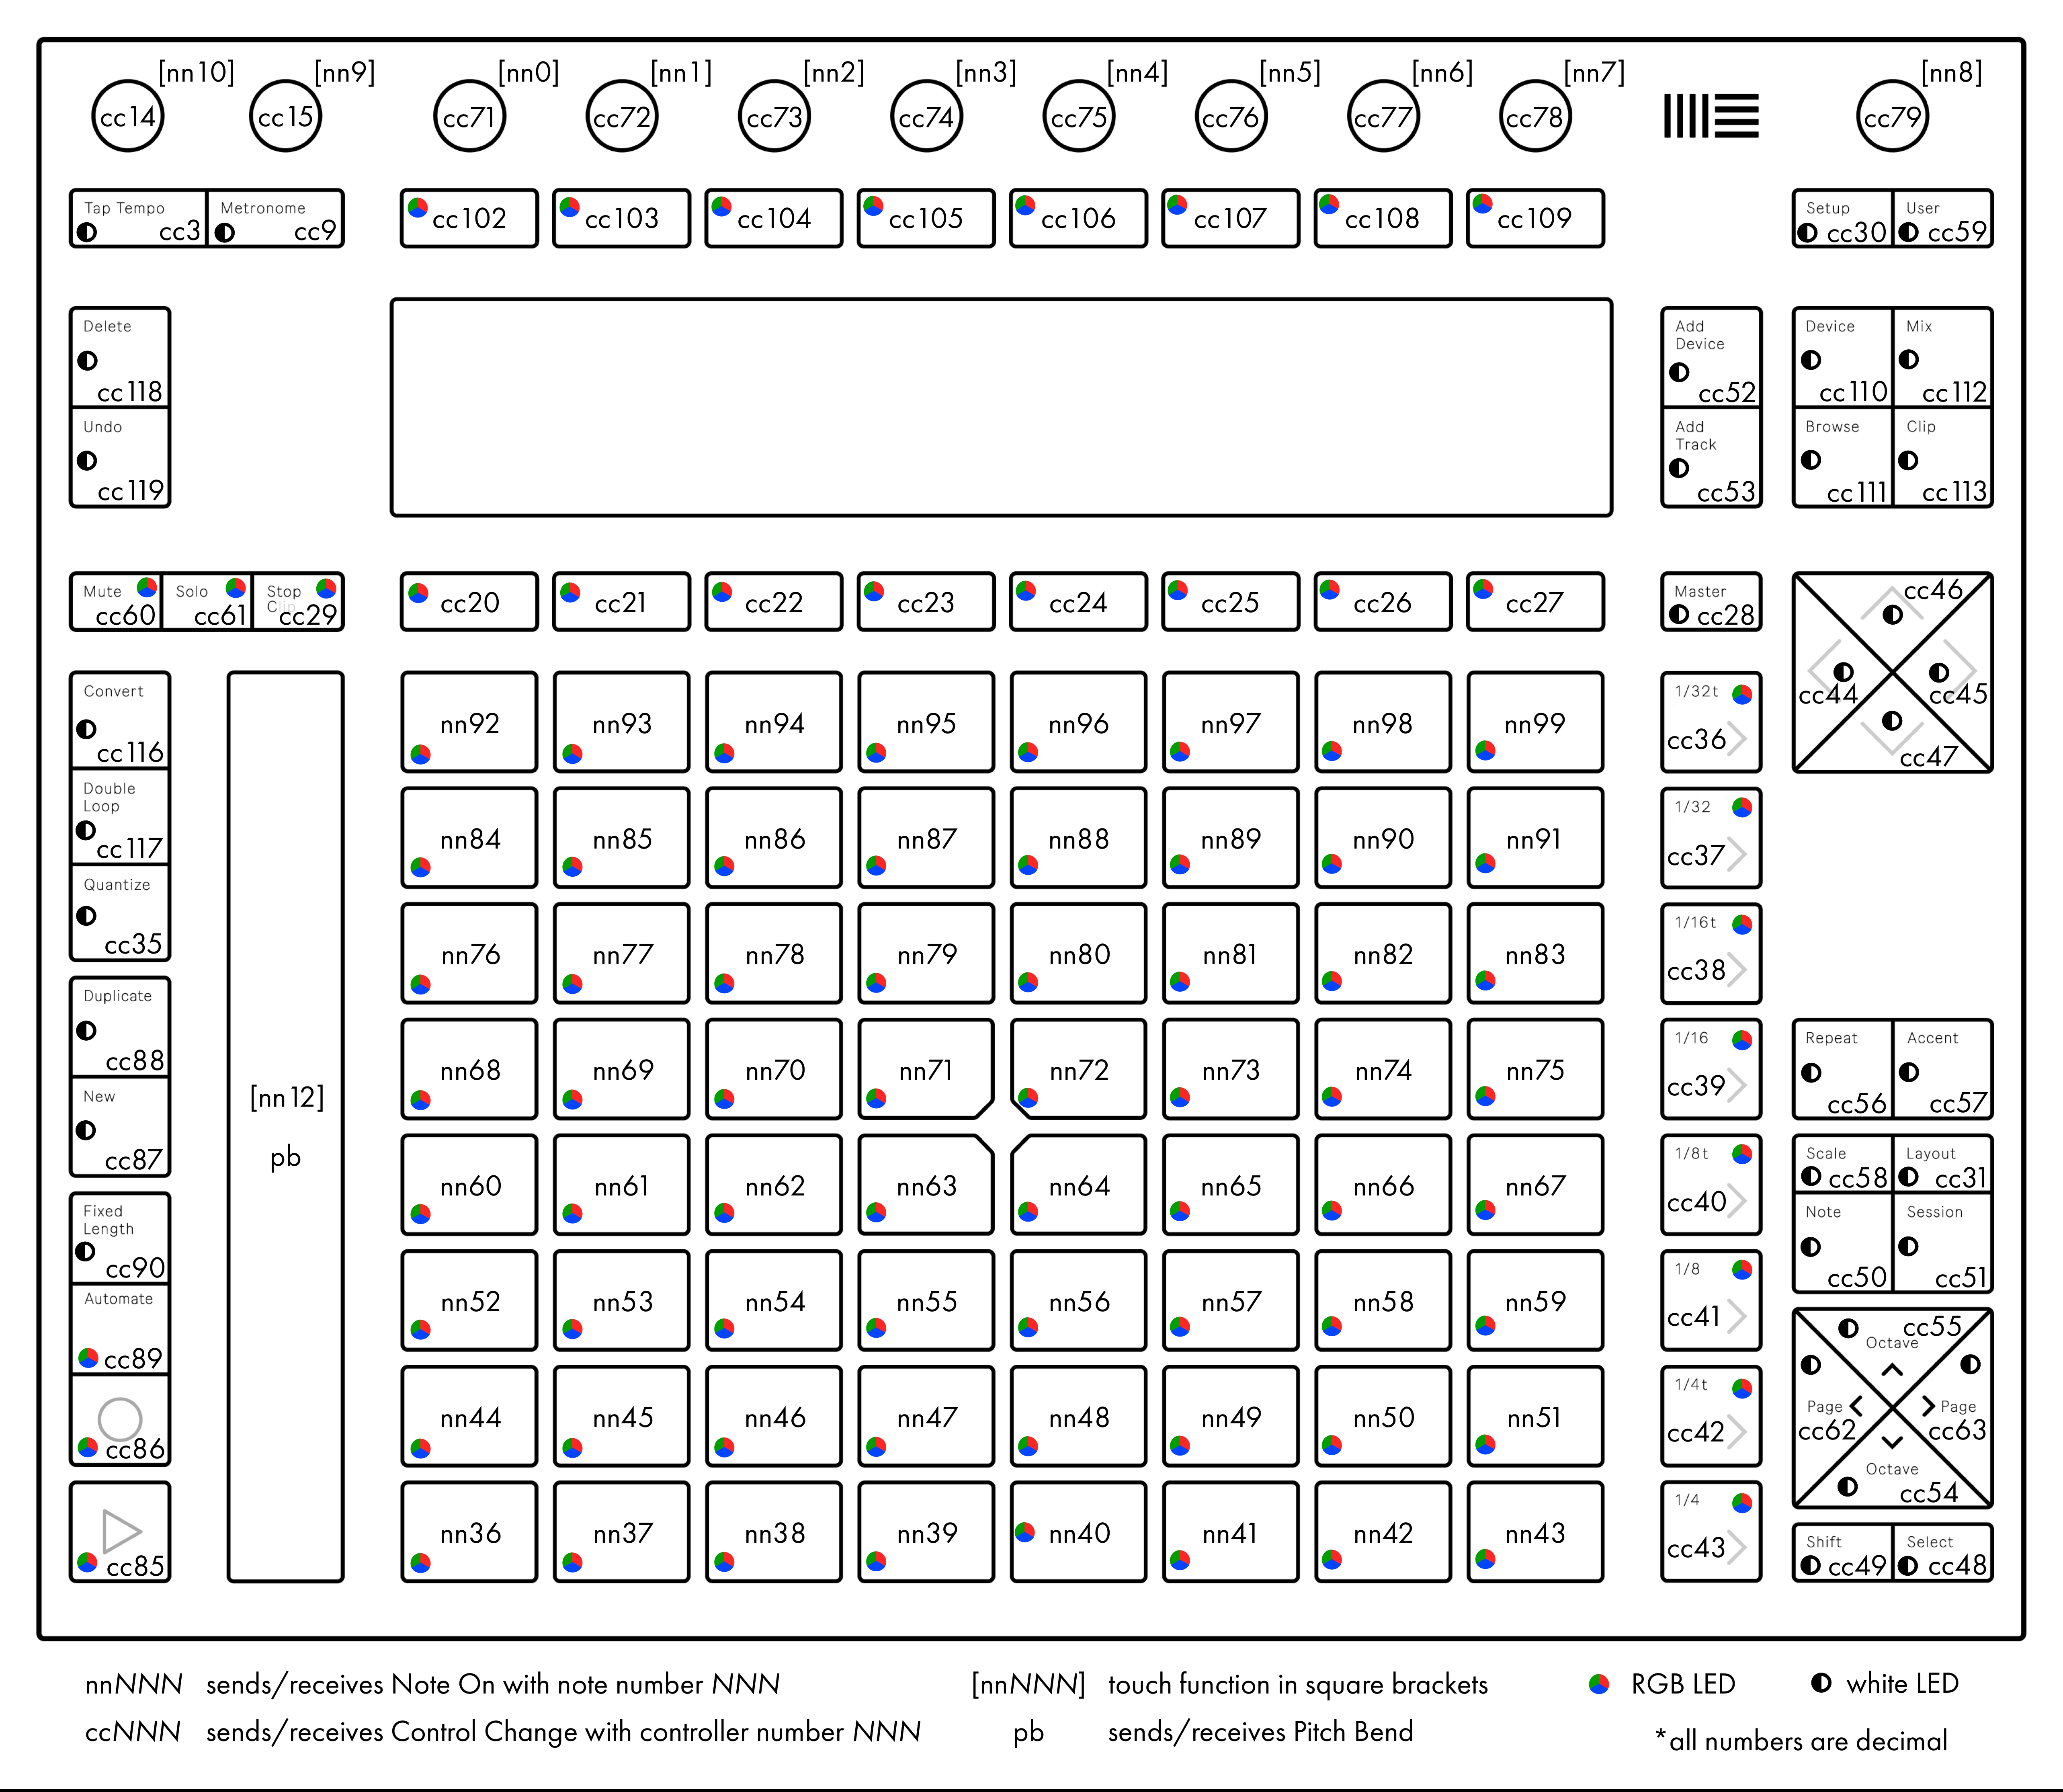 [nn10] [nn9] [nn0] [nn1] [nn2] [nn3] [nn4] [nn5] [nn6] [nn7] [nn8]
cc14 cc15 cc71 cc72 cc73 cc74 cc75 cc76 cc77 cc78 cc79
Tap Tempo Metronome Setup User
cc3 cc9 cc102 cc103 cc104 cc105 cc106 cc107 cc108 cc109 cc30 cc59
Delete Add Device Mix
Device
cc118 cc52 cc110 cc112
Undo Add Browse Clip
Track
cc119 cc53 cc111 cc113
Mute Solo Stop Master cc46
Clip
cc60 cc61 cc29 cc20 cc21 cc22 cc23 cc24 cc25 cc26 cc27 cc28
Convert 1/32t cc44 cc45
cc116 nn92 nn93 nn94 nn95 nn96 nn97 nn98 nn99 cc36 cc47
Double 1/32
Loop
cc117 nn84 nn85 nn86 nn87 nn88 nn89 nn90 nn91 cc37
Quantize 1/16t
cc35 nn76 nn77 nn78 nn79 nn80 nn81 nn82 nn83 cc38
Duplicate 1/16 Repeat Accent
cc88 nn68 nn69 nn70 nn71 nn72 nn73 nn74 nn75 cc39 cc56 cc57
New [nn12] 1/8t Scale Layout
cc87 pb nn60 nn61 nn62 nn63 nn64 nn65 nn66 nn67 cc40 cc58 cc31
Fixed Note Session
Length 1/8
cc90 nn52 nn53 nn54 nn55 nn56 nn57 nn58 nn59 cc41 cc50 cc51
Automate cc55
Octave
cc89 1/4t Page Page
cc86 nn44 nn45 nn46 nn47 nn48 nn49 nn50 nn51 cc42 cc62 cc63
Octave
1/4 cc54
cc85 nn36 nn37 nn38 nn39 nn40 nn41 nn42 nn43 cc43
Shift Select
cc49 cc48
nnNNN sends/receives Note On with note number NNN [nnNNN] touch function in square brackets RGB LED white LED
ccNNN sends/receives Control Change with controller number NNN pb sends/receives Pitch Bend *all numbers are decimal